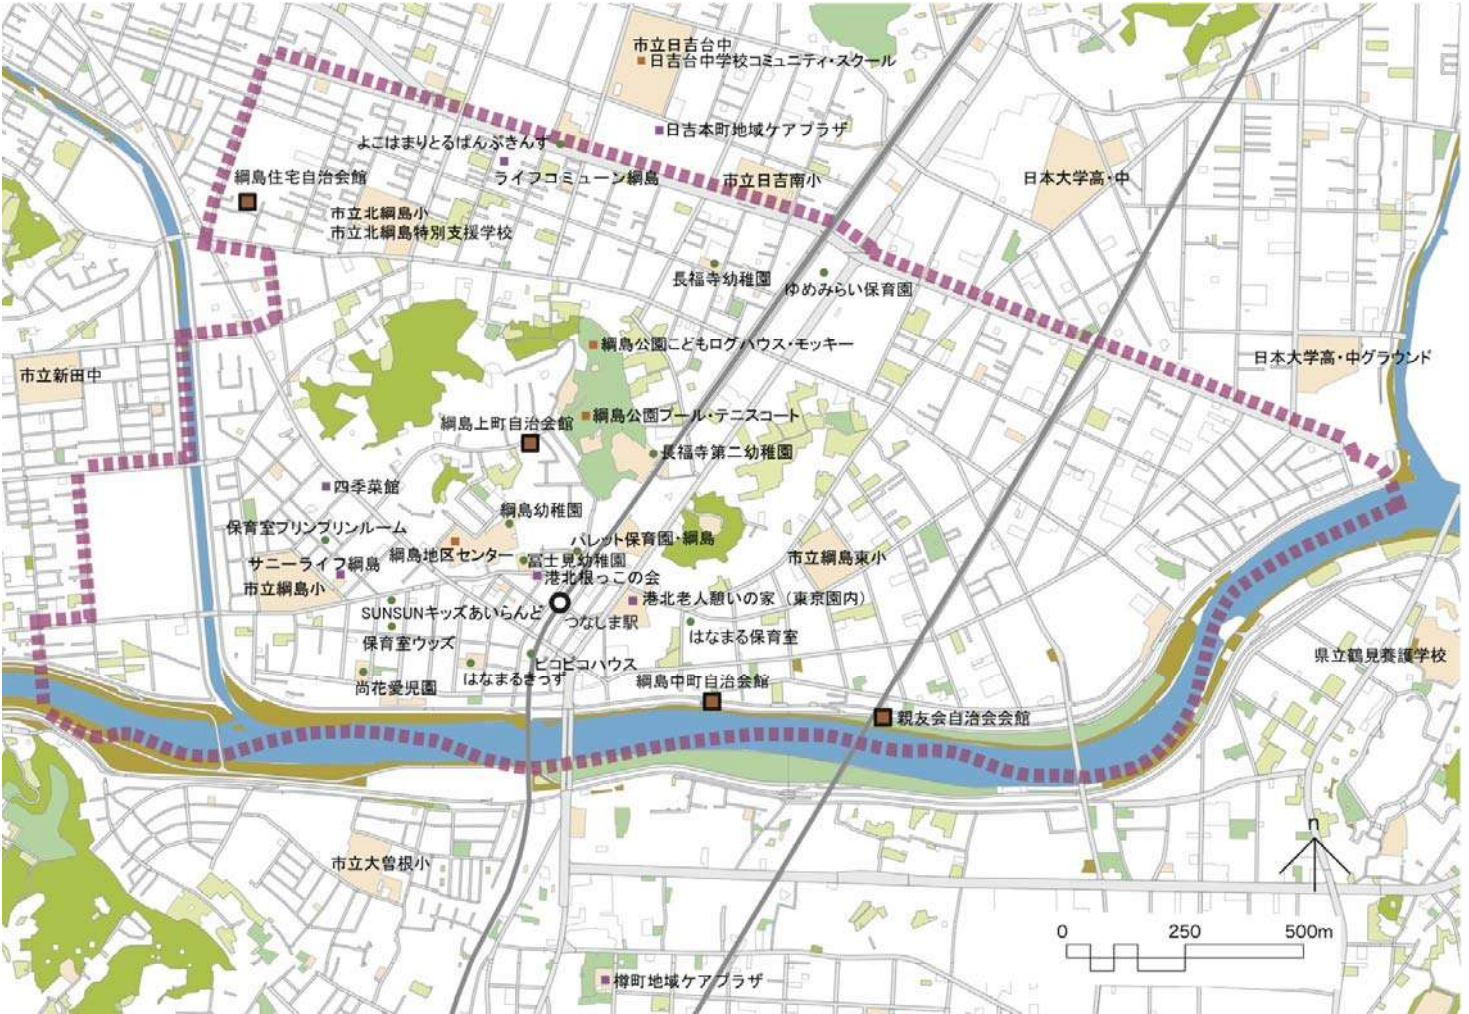 市立日吉台中
日吉台中学校コミュニティ・スクール
日吉本町地域ケアプラザ
よこはまりとるぱんぷきんず
ライフコミューン綱島
綱島住宅自治会館
市立日吉南小
日本大学高・中
市立北綱島小
市立北綱島特別支援学校
長福寺幼稚園
ゆめみらい保育園
綱島公園こどもログハウス・モッキー
日本大学高・中グラウンド
市立新田中
綱島公園プール・テニスコート
綱島上町自治会館
長福寺第二幼稚園
四季菜館
綱島幼稚園
保育室プリンプリンルーム
パレット保育園・綱島
綱島地区センター
冨士見幼稚園
市立綱島東小
サニーライフ綱島
港北根っこの会
市立綱島小
港北老人憩いの家（東京園内）
SUNSUNキッズあいらんど
つなしま駅
保育室ウッズ
はなまる保育室
ピコピコハウス
県立鶴見養護学校
はなまるきっず
尚花愛児園
綱島中町自治会館
親友会自治会会館
市立大曽根小
n
0 250 500m
樽町地域ケアプラザ